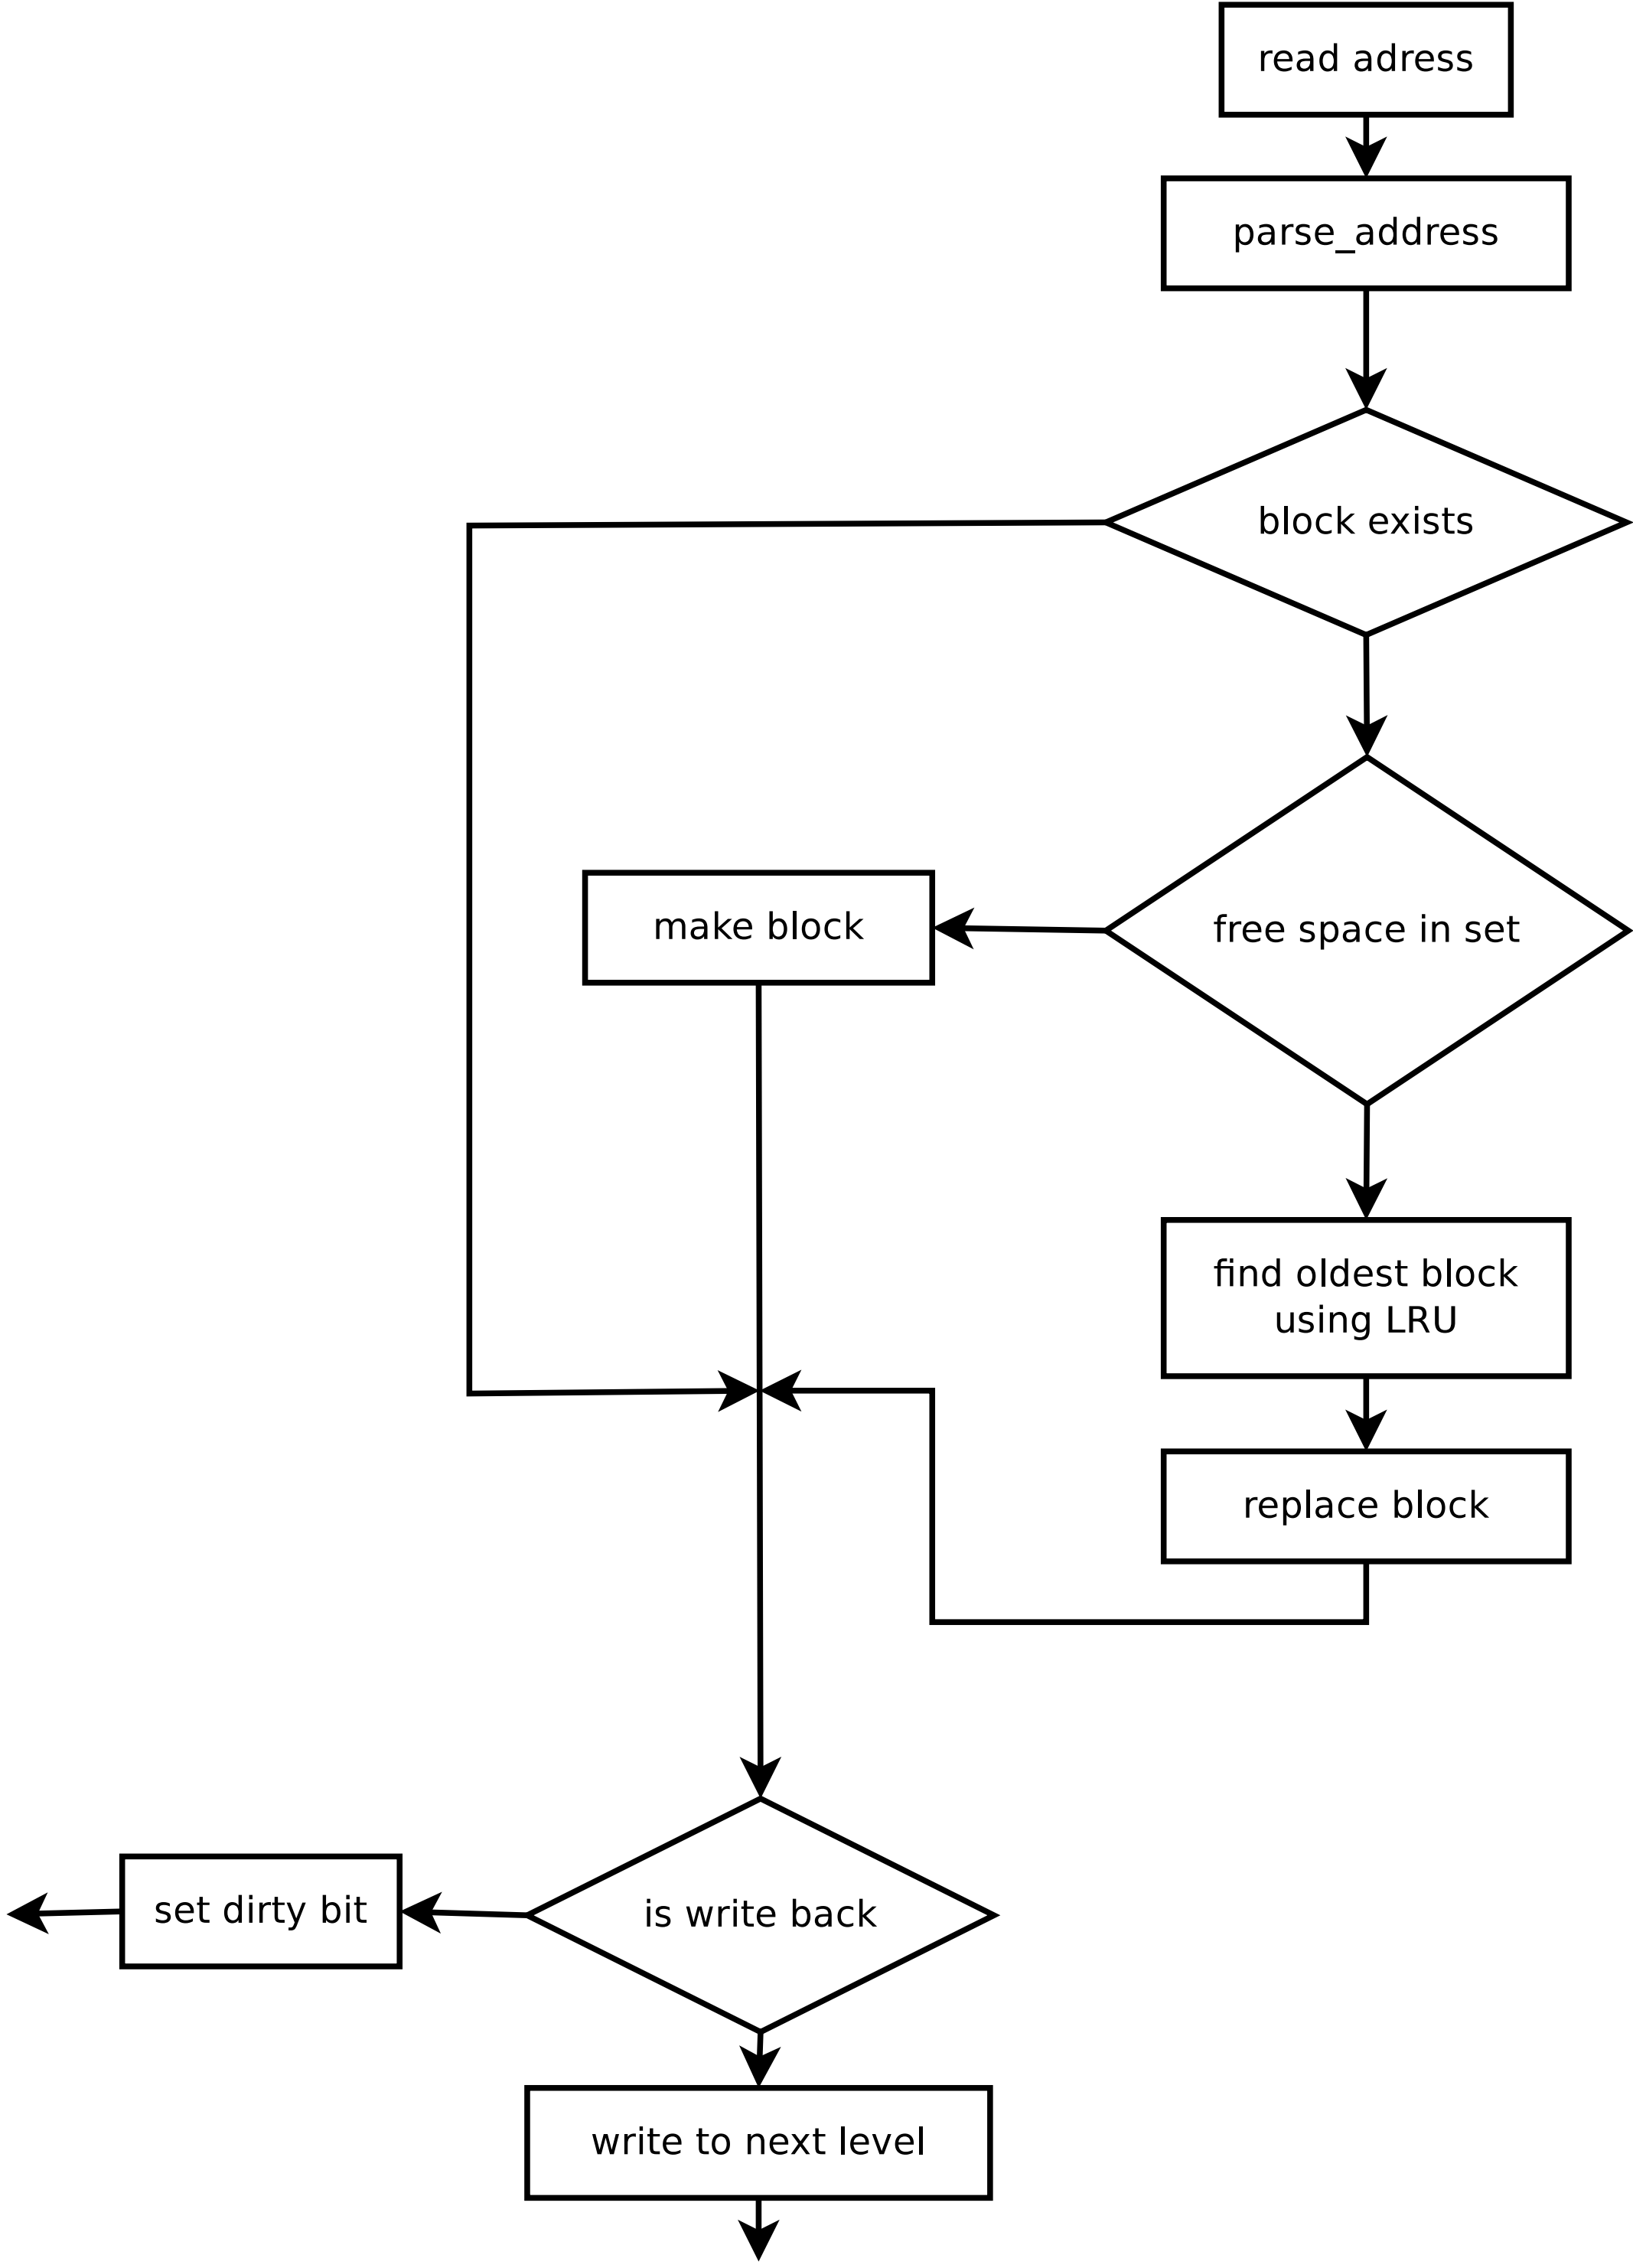 read adress
parse_address
block exists
free space in set
make block
find oldest block
using LRU
replace block
is write back
set dirty bit
write to next level